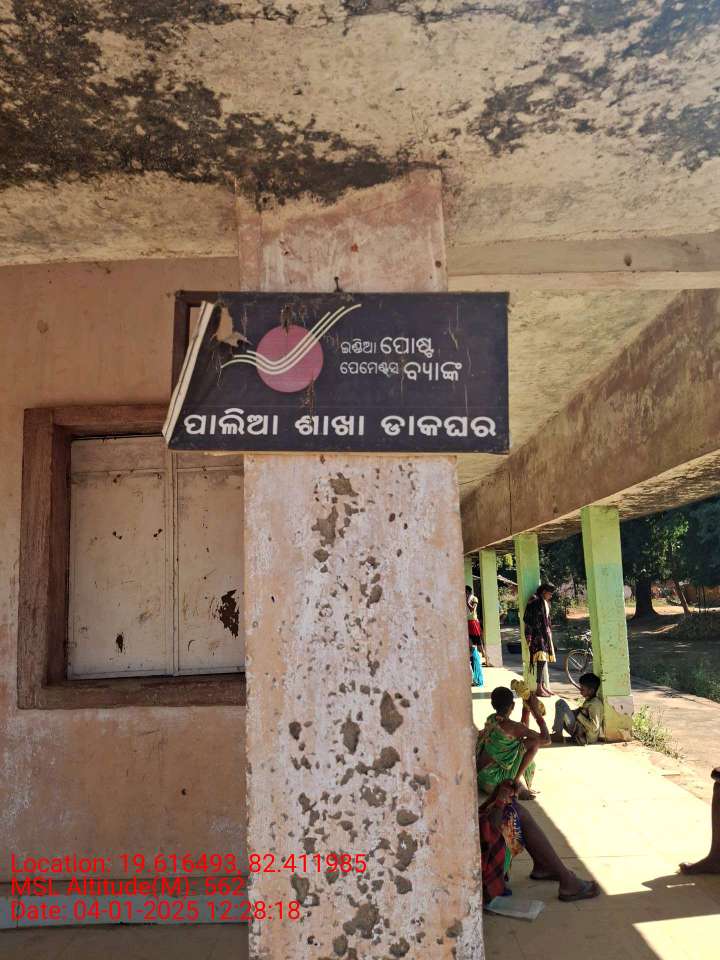 ଇଣ୍ଡିଆ ପୋଷ୍ଟ
ପେମେଣ୍ଟସ ବ୍ୟାଙ୍କ
ପାଲିଆ ଶାଖା ଡାକଘର
Location: 19.616493, 82.411985
MSL Altitude(M): 562
Date: 04-01-2025 12:28:18